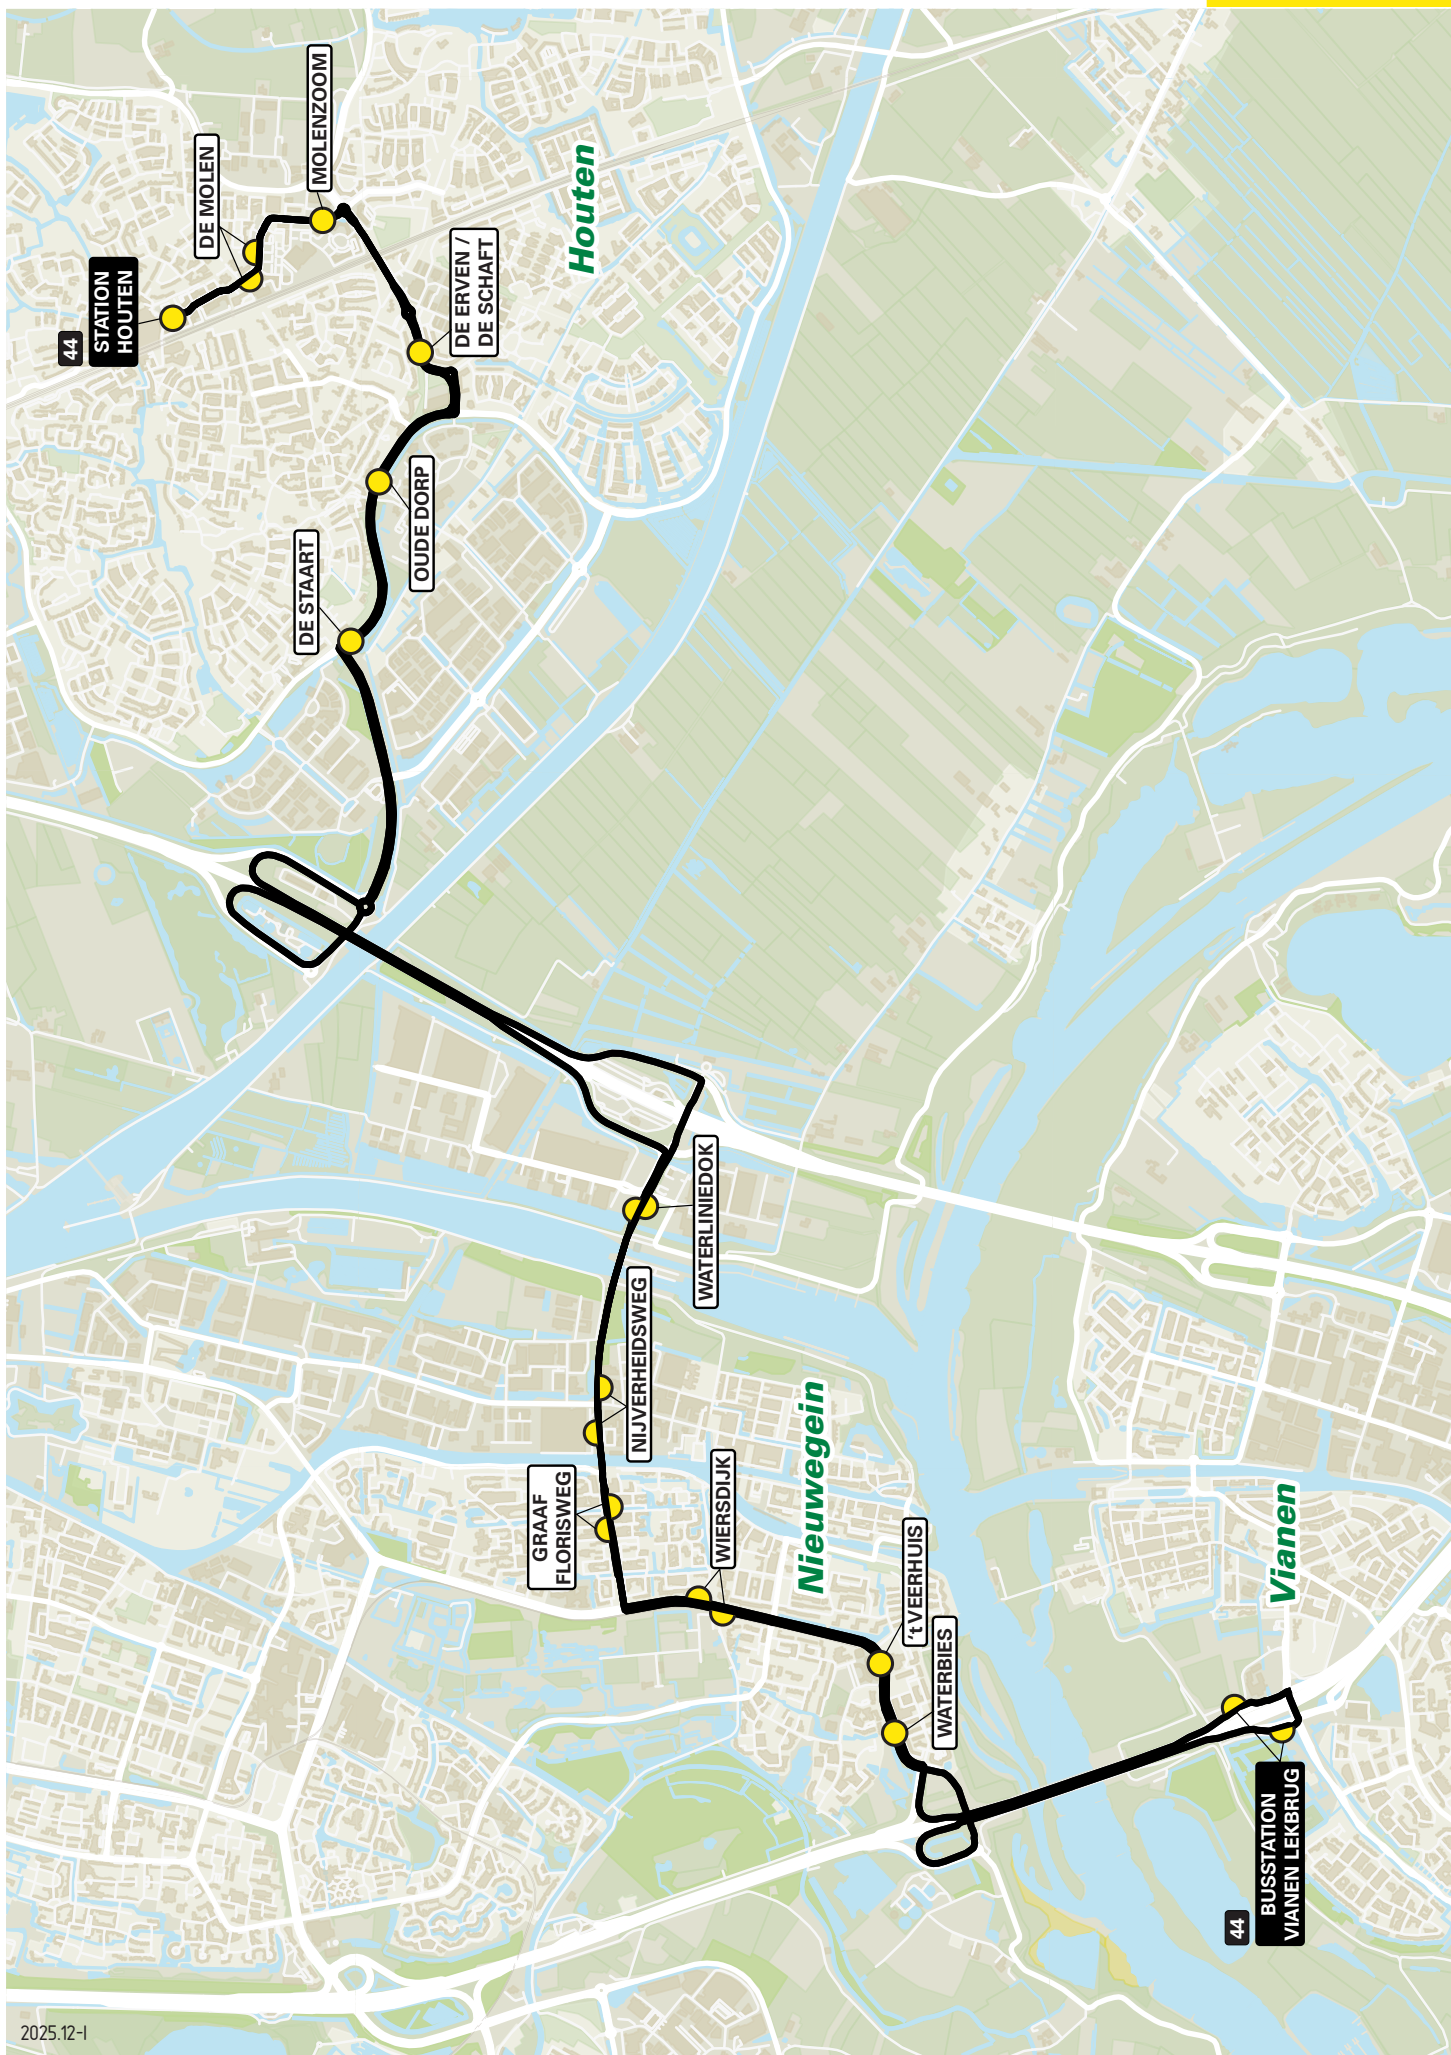 44
STATION
HOUTEN
DE MOLEN
MOLENZOOM
DE ERVEN /
DE SCHAFT
Houten
OUDE DORP
DE STAART
WATERLINIEDOK
NIJVERHEIDSWEG
GRAAF
FLORISWEG
WIERSDIJK
Nieuwegein
't VEERHUIS
WATERBIES
Vianen
44
BUSSTATION
VIANEN LEKBRUG
2025.12-I